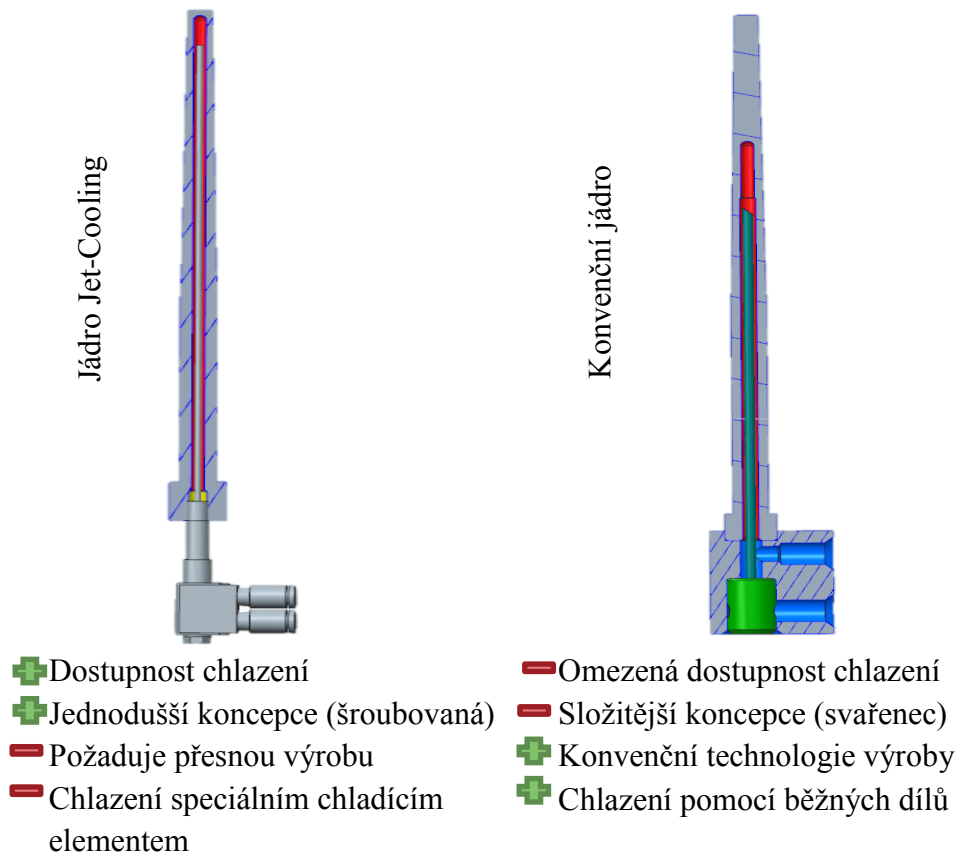 Jádro Jet-Cooling
Konvenční jádro
Dostupnost chlazení
Jednodušší koncepce (šroubovaná)
Požaduje přesnou výrobu
Chlazení speciálním chladícím
elementem
Omezená dostupnost chlazení
Složitější koncepce (svařenec)
Konvenční technologie výroby
Chlazení pomocí běžných dílů